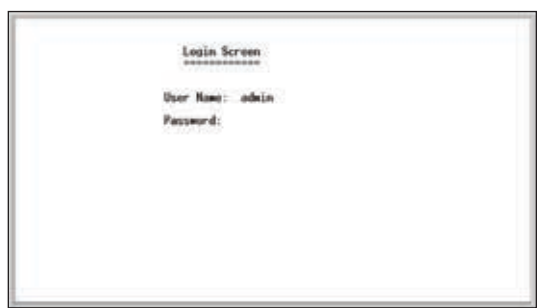 Login Screen
============
User Name: admin
Password: